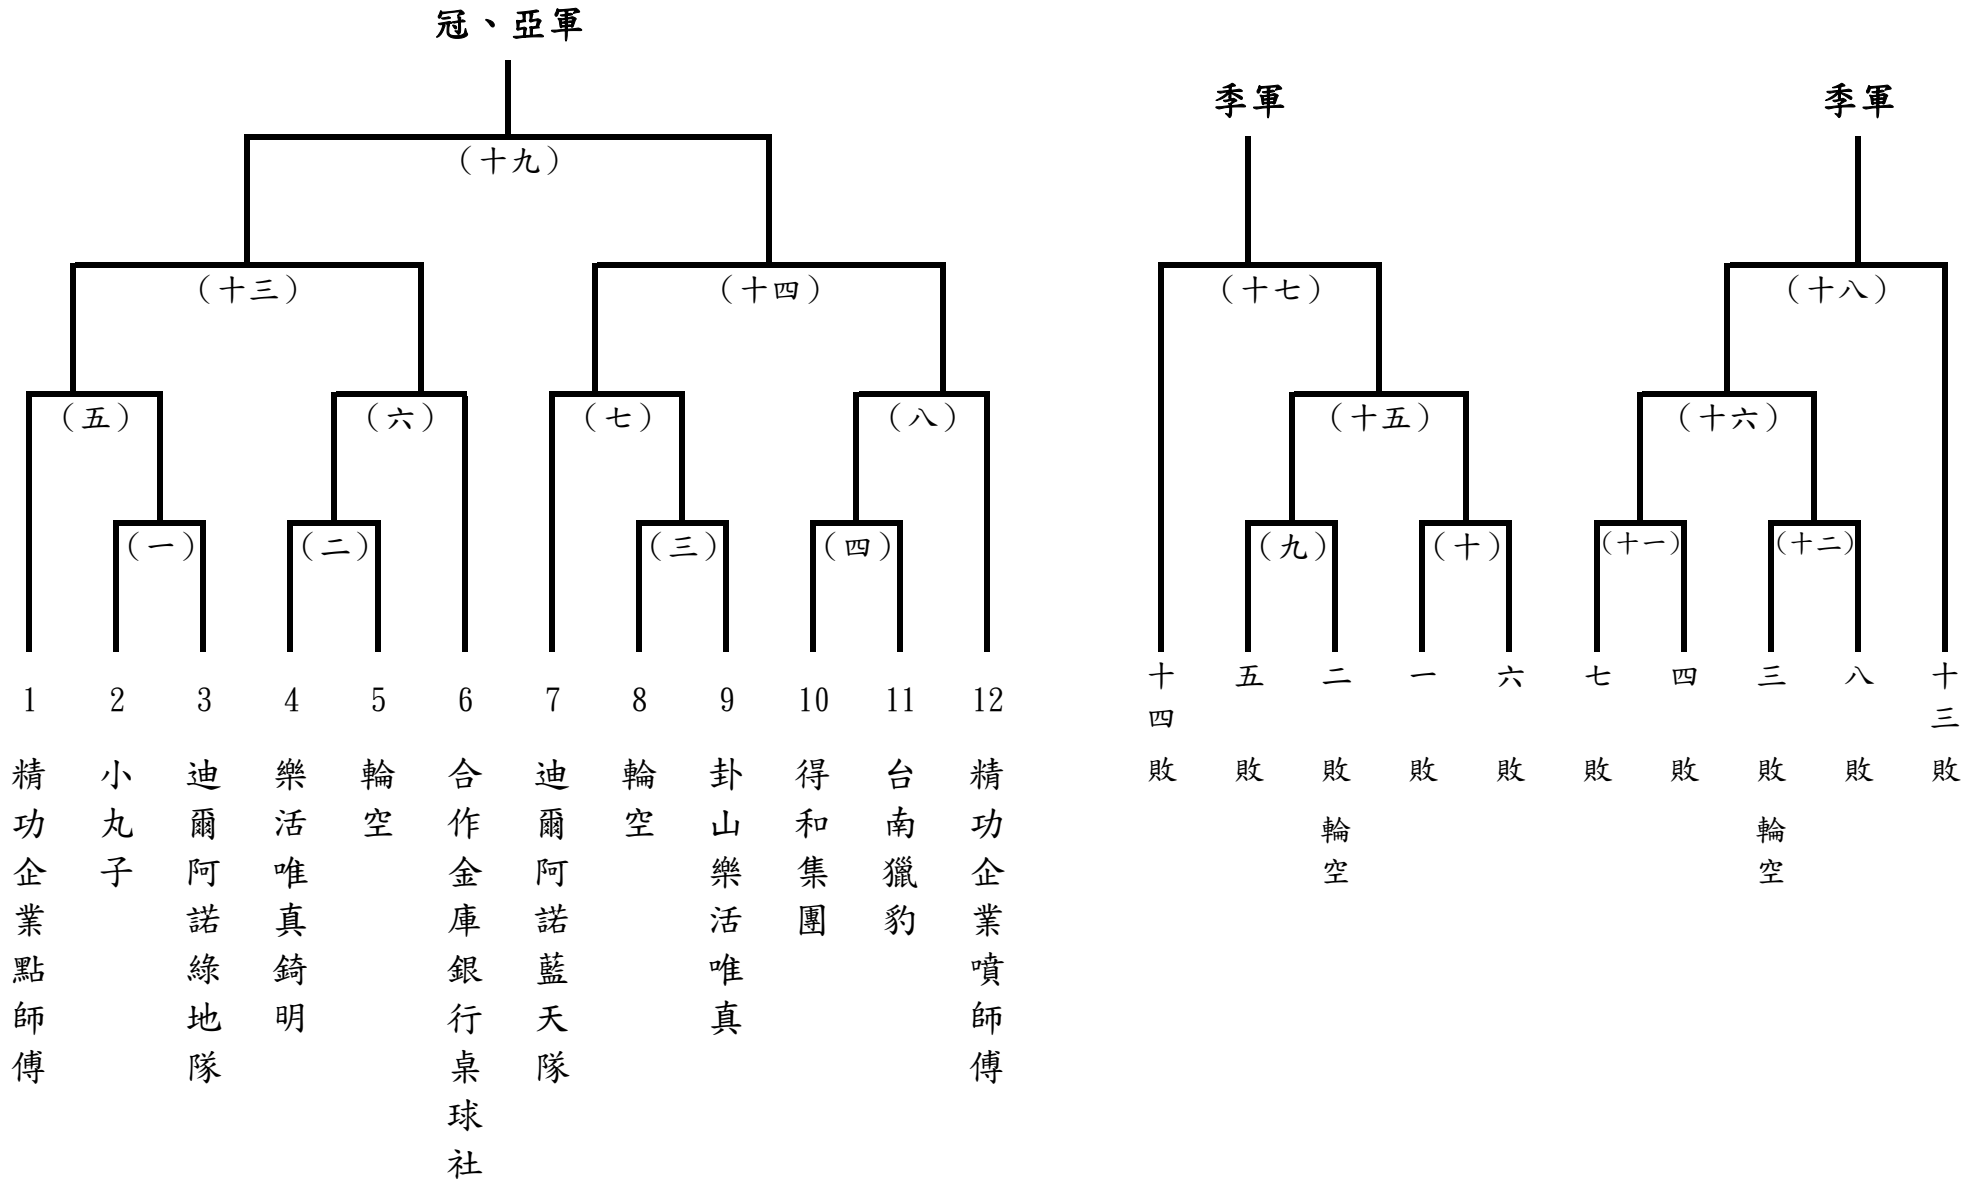 冠、亞軍
季軍
季軍
（十九）
（十三）
（十四）
（十七）
（十八）
（五）
（六）
（七）
（八）
（十五）
（十六）
（一）
（二）
（三）
（四）
（九）
（十）
（十一）
（十二）
1
精功企業點師傅
2
小丸子
3
迪爾阿諾綠地隊
4
樂活唯真錡明
5
輪空
6
合作金庫銀行桌球社
7
迪爾阿諾藍天隊
8
輪空
9
卦山樂活唯真
10
得和集團
11
台南獵豹
12
精功企業噴師傅
十四敗
五敗
二敗輪空
一敗
六敗
七敗
四敗
三敗輪空
八敗
十三敗